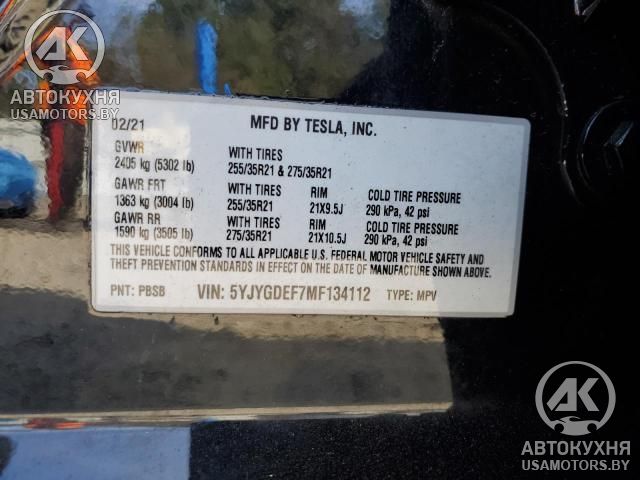 AK
АВТОКУХНЯ
USAMOTORS.BY
02/21
MFD BY TESLA, INC.
GVWR
2405 kg (5302 lb)
WITH TIRES
255/35R21 & 275/35R21
GAWR FRT
1363 kg (3004 lb)
WITH TIRES
255/35R21
RIM
21X9.5J
COLD TIRE PRESSURE
290 kPa, 42 psi
GAWR RR
1590 kg (3505 lb)
WITH TIRES
275/35R21
RIM
21X10.5J
COLD TIRE PRESSURE
290 kPa, 42 psi
THIS VEHICLE CONFORMS TO ALL APPLICABLE U.S. FEDERAL MOTOR VEHICLE SAFETY AND
THEFT PREVENTION STANDARDS IN EFFECT ON THE DATE OF MANUFACTURE SHOWN ABOVE.
PNT: PBSB
VIN: 5YJYGDEF7MF134112
TYPE: MPV
AK
АВТОКУХНЯ
USAMOTORS.BY